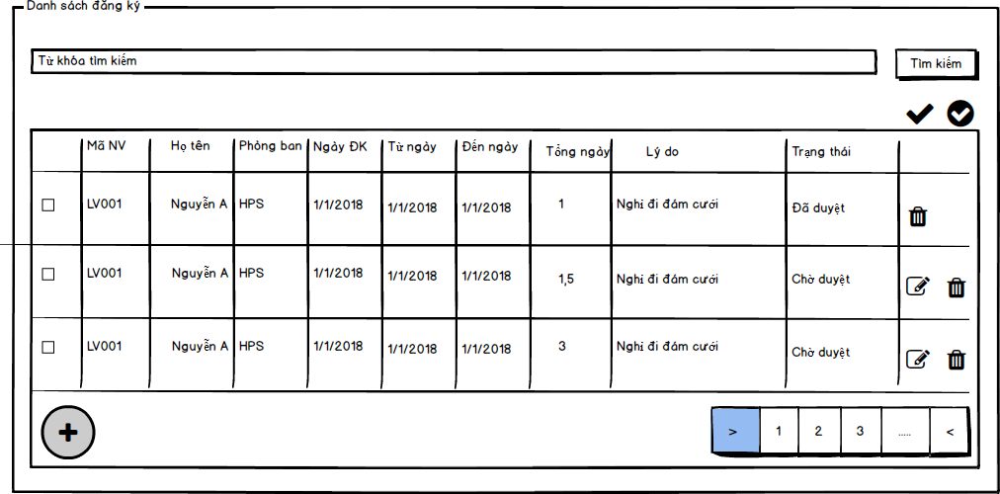 Danh sách đăng ký
Từ khóa tìm kiếm
Tìm kiếm
Mã NV Họ tên Phòng ban Ngày ĐK Từ ngày Đến ngày Tổng ngày Lý do Trạng thái
LV001 Nguyễn A HPS 1/1/2018 1/1/2018 1/1/2018 1 Nghỉ đi đám cưới Đã duyệt
LV001 Nguyễn A HPS 1/1/2018 1/1/2018 1/1/2018 1,5 Nghỉ đi đám cưới Chờ duyệt
LV001 Nguyễn A HPS 1/1/2018 1/1/2018 1/1/2018 3 Nghỉ đi đám cưới Chờ duyệt
> 1 2 3 ..... <